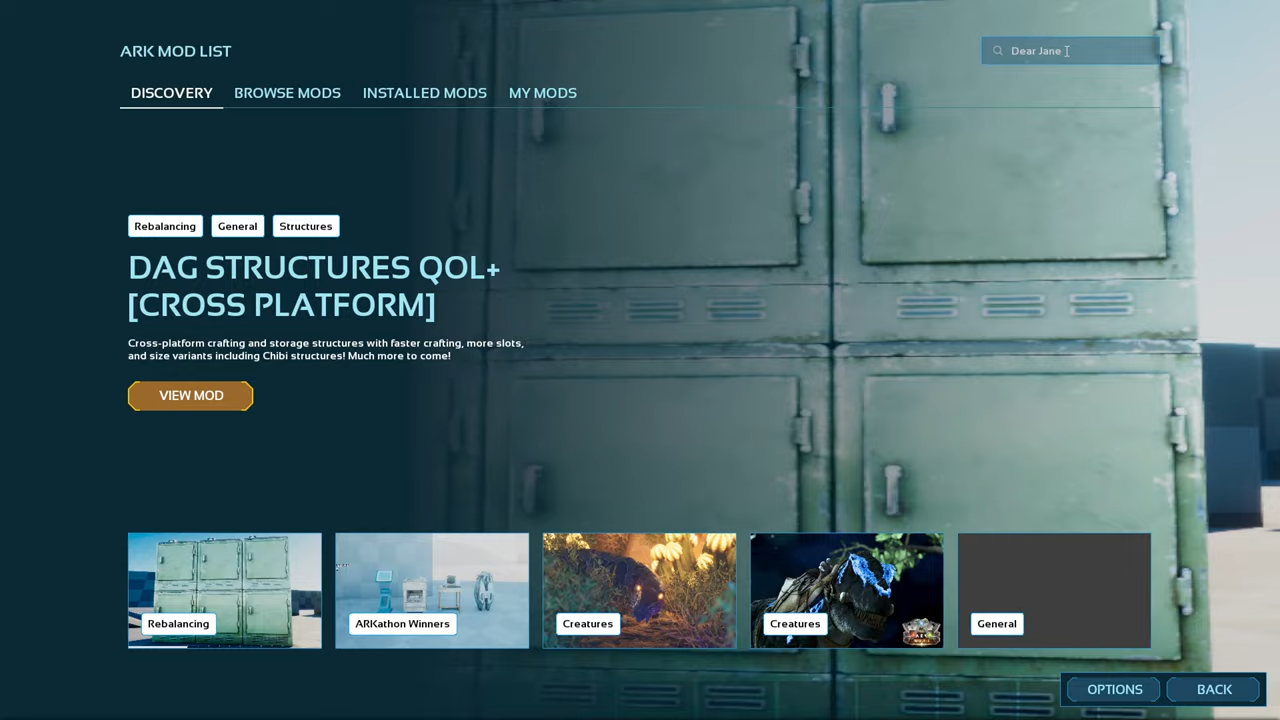 ARK MOD LIST
Dear Jane
DISCOVERY
BROWSE MODS
INSTALLED MODS
MY MODS
Rebalancing
General
Structures
DAG STRUCTURES QOL+
[CROSS PLATFORM]
Cross-platform crafting and storage structures with faster crafting, more slots,
and size variants including Chibi structures! Much more to come!
VIEW MOD
Rebalancing
ARKathon Winners
Creatures
Creatures
General
OPTIONS
BACK